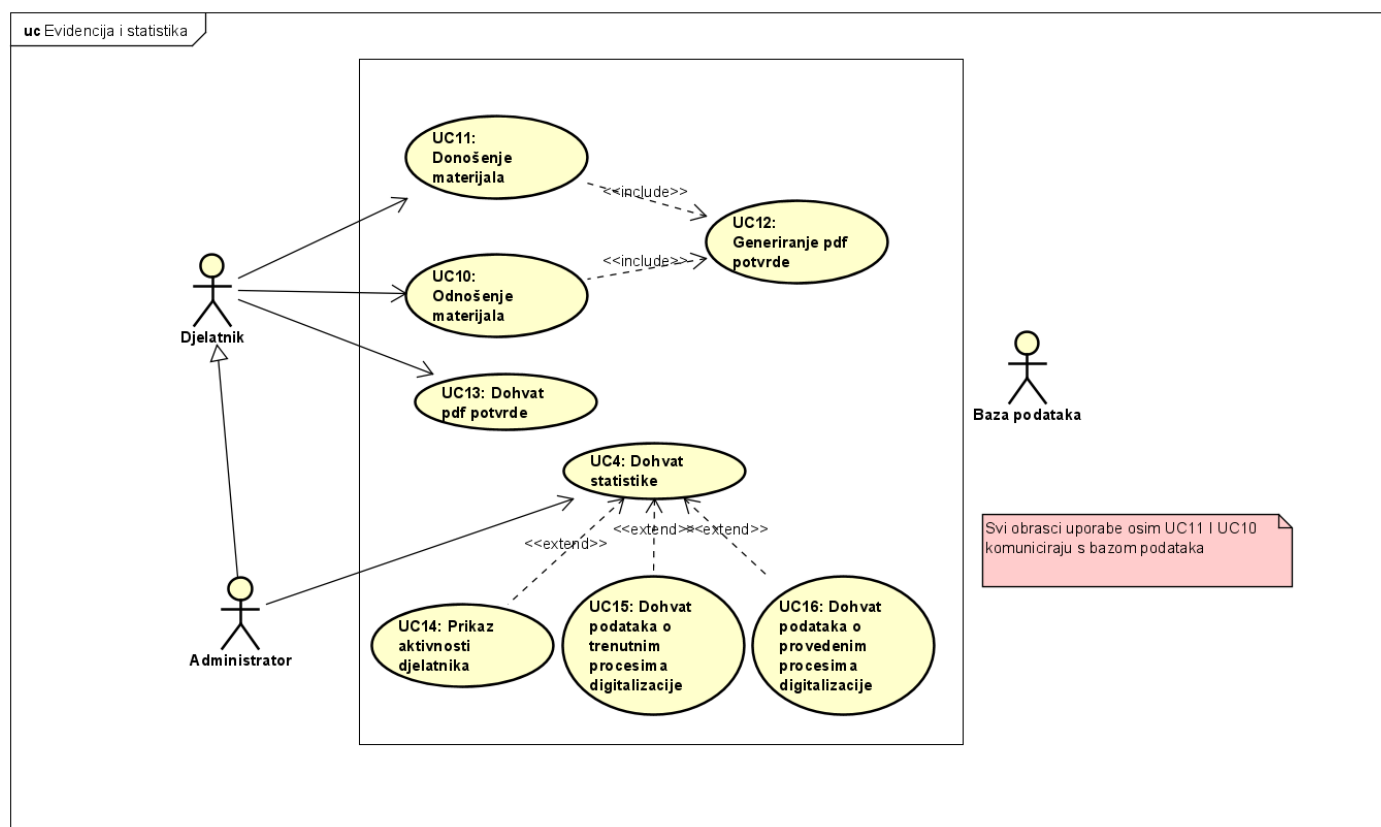 uc Evidencija i statistika
UC11:
Donošenje
materijala
<<include>>
UC12:
Generiranje pdf
potvrde
UC10:
Odnošenje
materijala
<<include>>
Djelatnik
UC13: Dohvat
pdf potvrde
Baza podataka
UC4: Dohvat
statistike
<<extend>>
<<extend>>
<<extend>>
Svi obrasci uporabe osim UC11 I UC10
komuniciraju s bazom podataka
Administrator
UC14: Prikaz
aktivnosti
djelatnika
UC15: Dohvat
podataka o
trenutnim
procesima
digitalizacije
UC16: Dohvat
podataka o
provedenim
procesima
digitalizacije